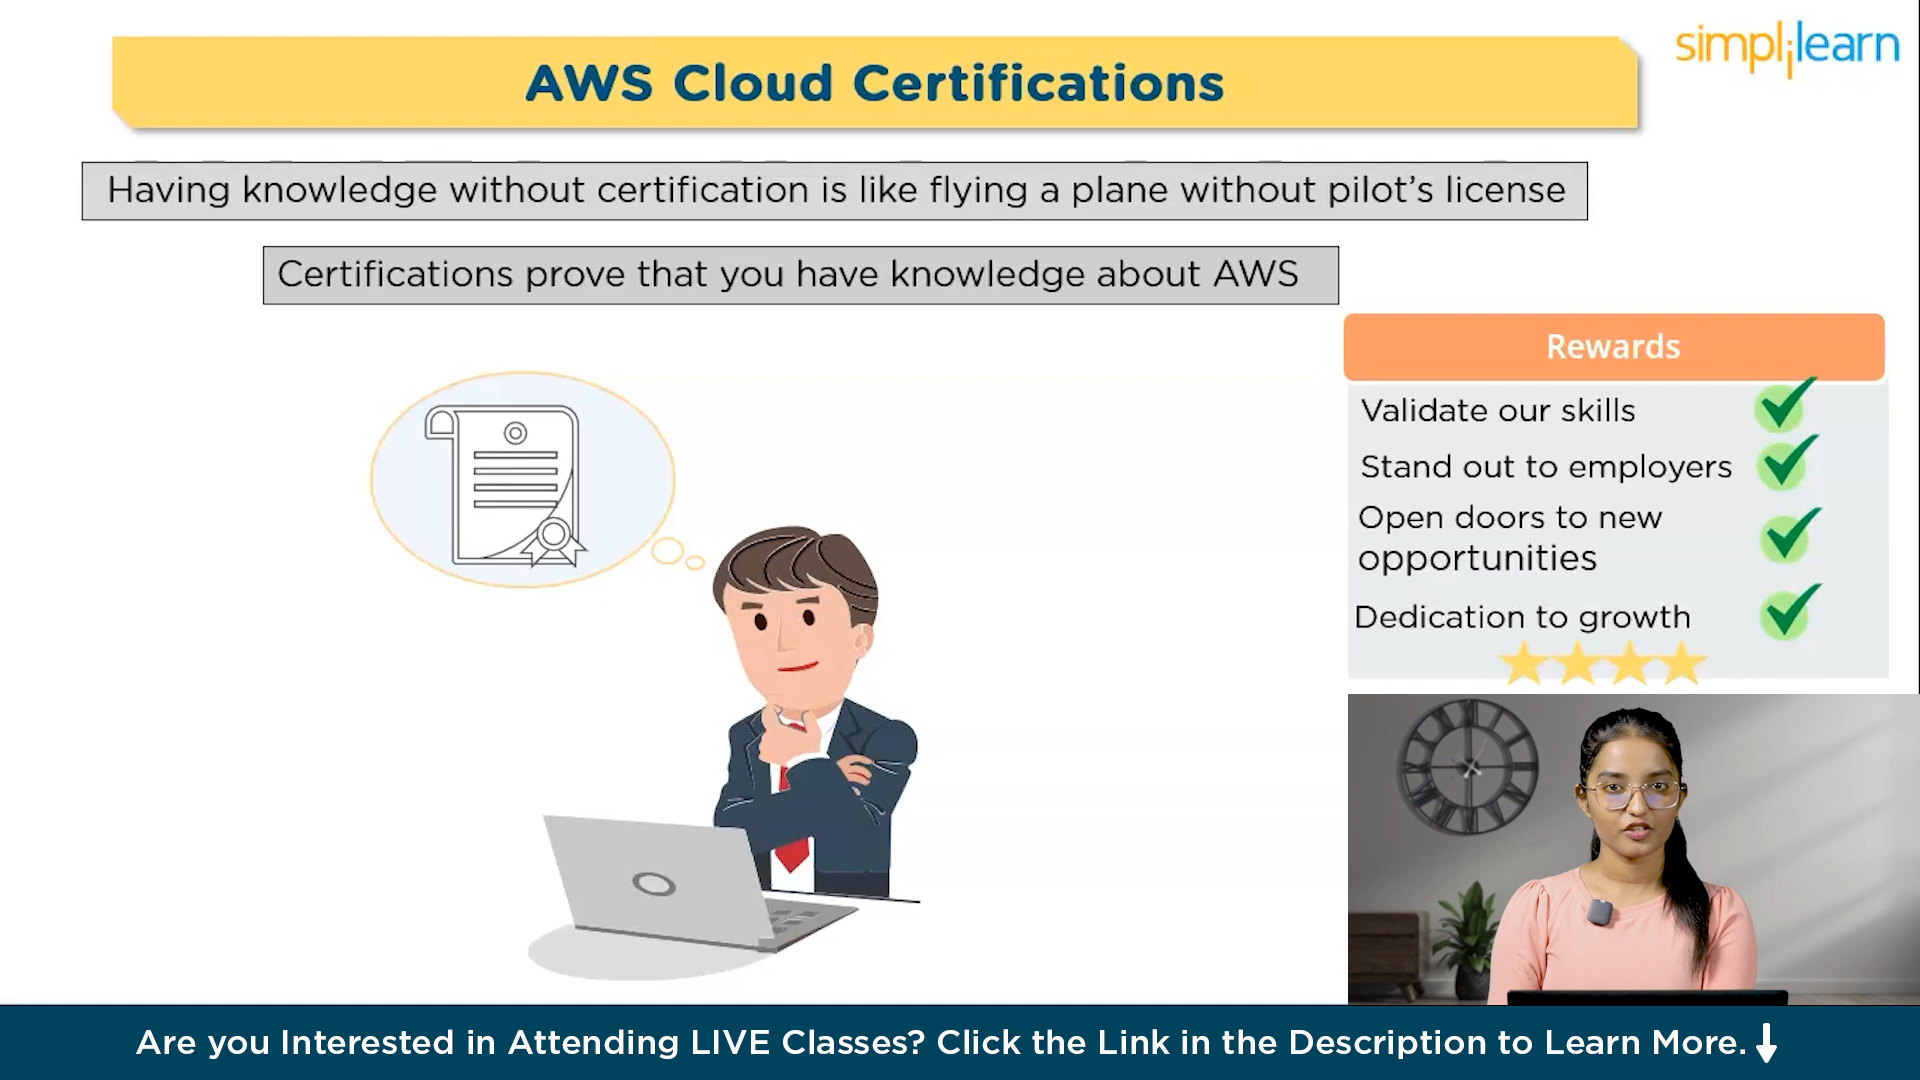 simplilearn
AWS Cloud Certifications
Having knowledge without certification is like flying a plane without pilot’s license
Certifications prove that you have knowledge about AWS
Rewards
Validate our skills
Stand out to employers
Open doors to new
opportunities
Dedication to growth
Are you Interested in Attending LIVE Classes? Click the Link in the Description to Learn More.